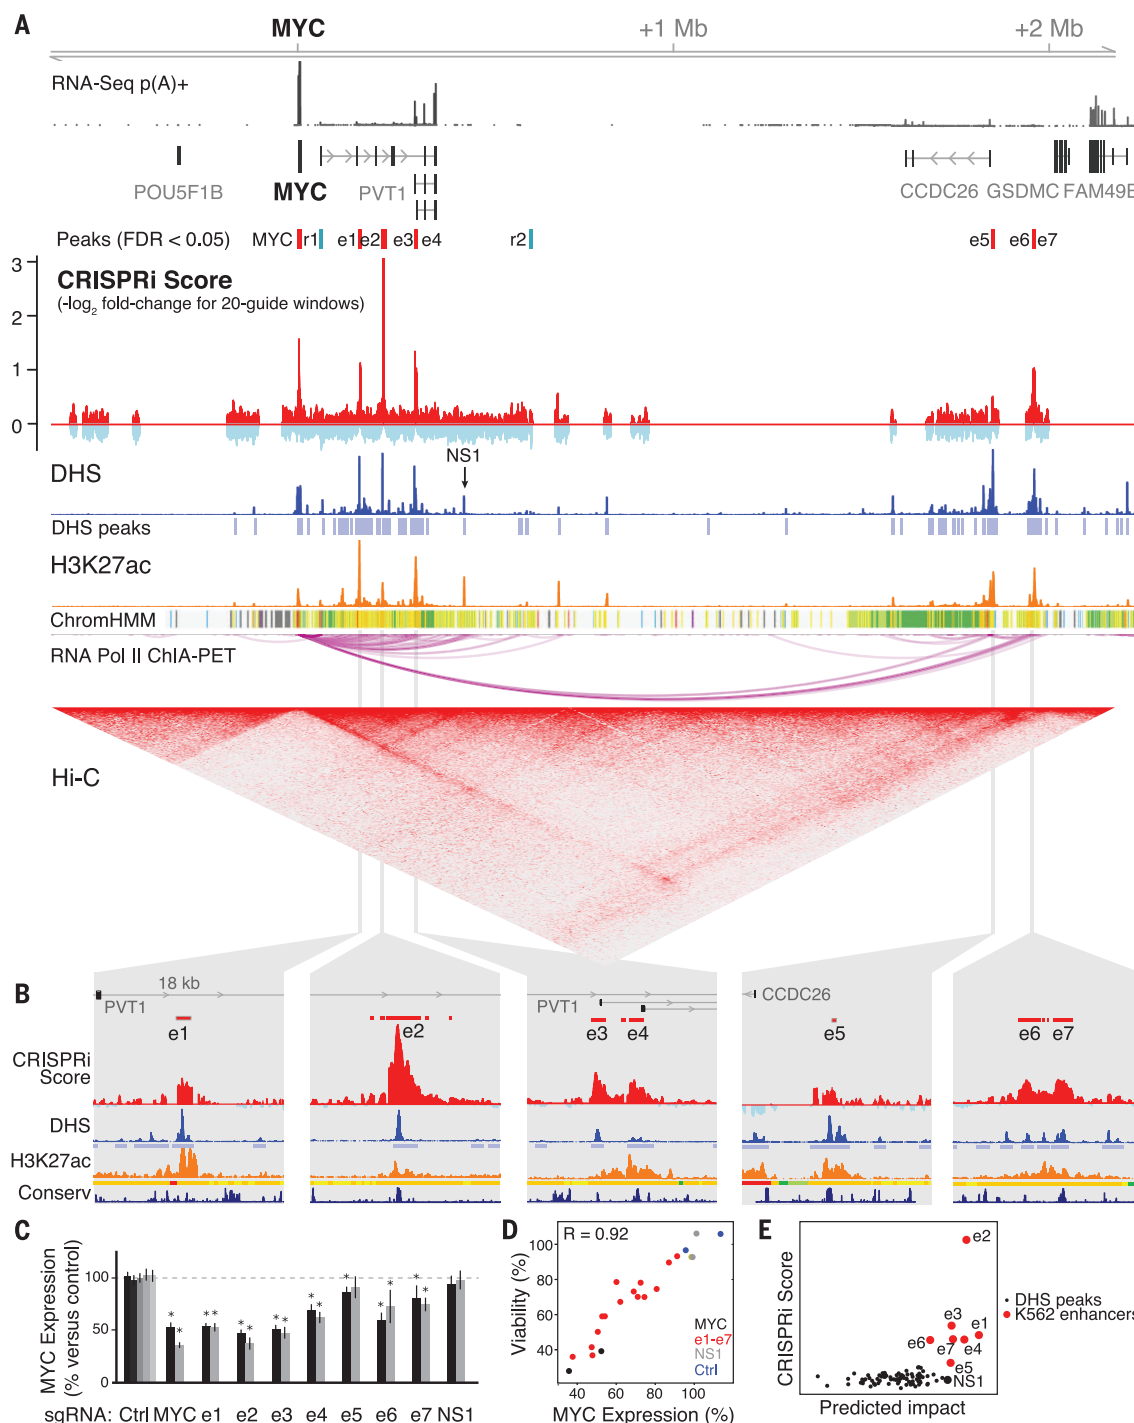 A
MYC +1 Mb +2 Mb
RNA-Seq p(A)+
POU5F1B MYC PVT1 CCDC26 GSDMC FAM49B
Peaks (FDR < 0.05) MYC r1 e1 e2 e3 e4 r2 e5 e6 e7
3
CRISPRi Score
(-log2 fold-change for 20-guide windows)
2
1
0
NS1
DHS
DHS peaks
H3K27ac
ChromHMM
RNA Pol II ChIA-PET
Hi-C
B
18 kb
PVT1 PVT1 CCDC26
e1 e2 e3 e4 e5 e6 e7
CRISPRi
Score
DHS
H3K27ac
Conserv
C
MYC Expression
(% versus control)
100
50
0
* * * * * * * * * * * * * * *
sgRNA: Ctrl MYC e1 e2 e3 e4 e5 e6 e7 NS1
D
R = 0.92
Viability (%)
100
80
60
40
MYC
e1-e7
NS1
Ctrl
40 60 80 100
MYC Expression (%)
E
CRISPRi Score
e2
e3
e1
e6
e7 e4
e5
NS1
DHS peaks
K562 enhancers
Predicted impact